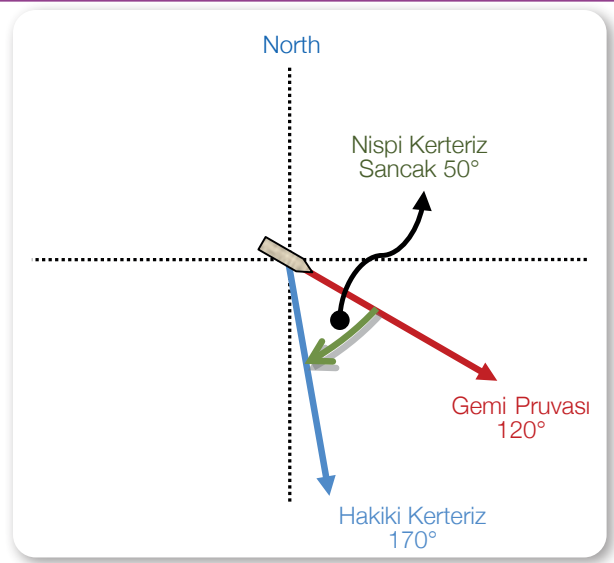 North
Nispi Kerteriz
Sancak 50°
Gemi Pruvası
120°
Hakiki Kerteriz
170°